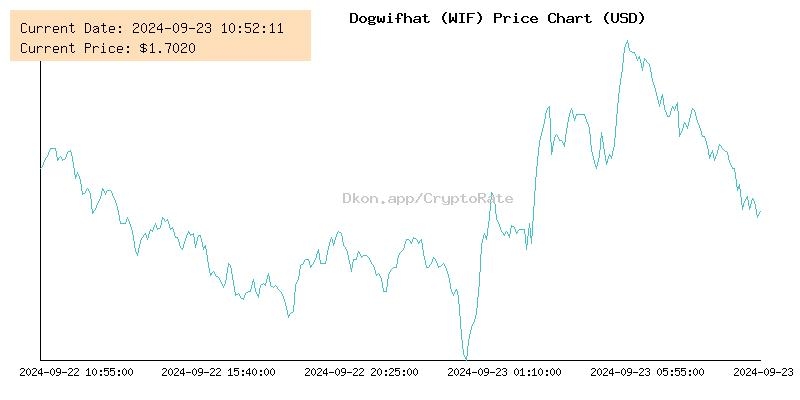 Dogwifhat (WIF) Price Chart (USD)
Current Date: 2024-09-23 10:52:11
Current Price: $1.7020
Dkon.app/CryptoRate
2024-09-22 10:55:00
2024-09-22 15:40:00
2024-09-22 20:25:00
2024-09-23 01:10:00
2024-09-23 05:55:00
2024-09-23